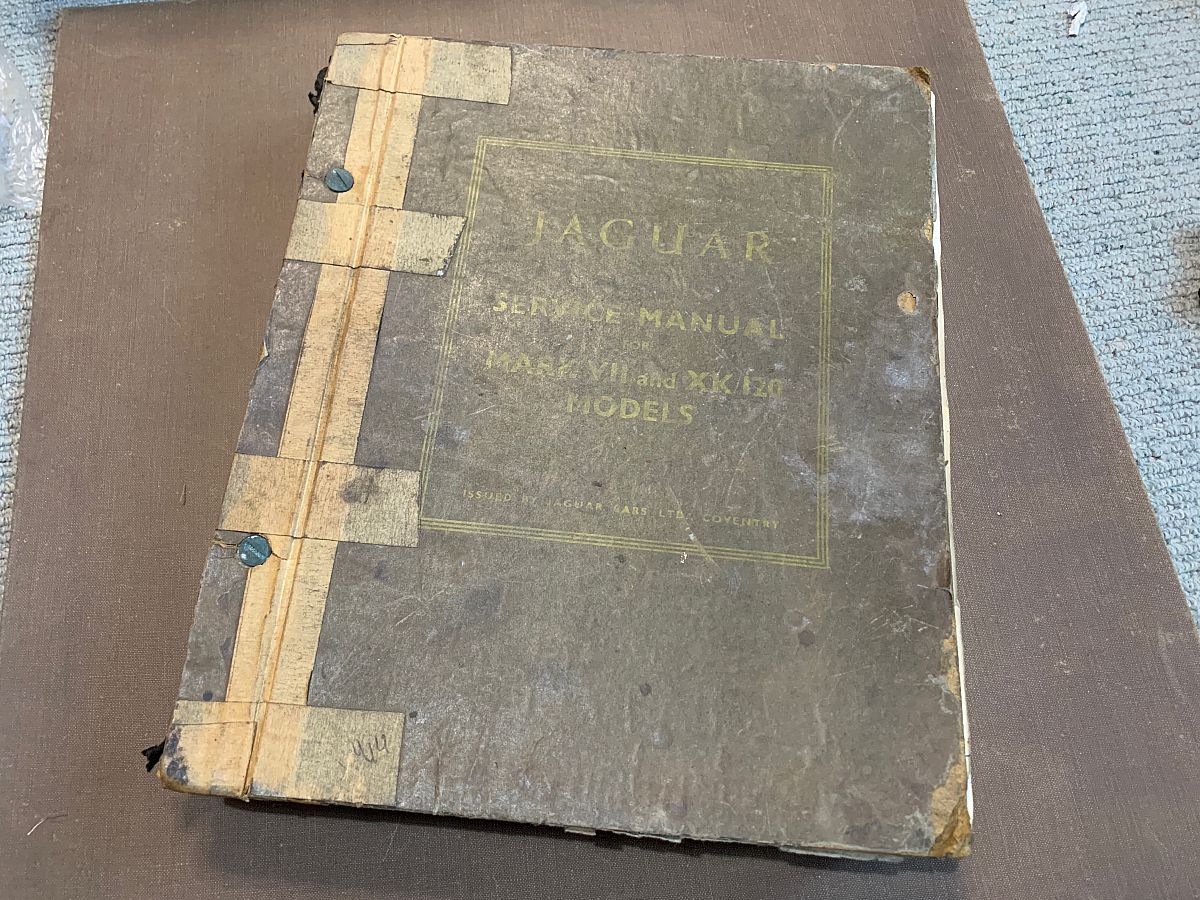 JAGUAR
SERVICE MANUAL
FOR
MARK VII and XK/120
MODELS
ISSUED BY JAGUAR CARS LTD. COVENTRY